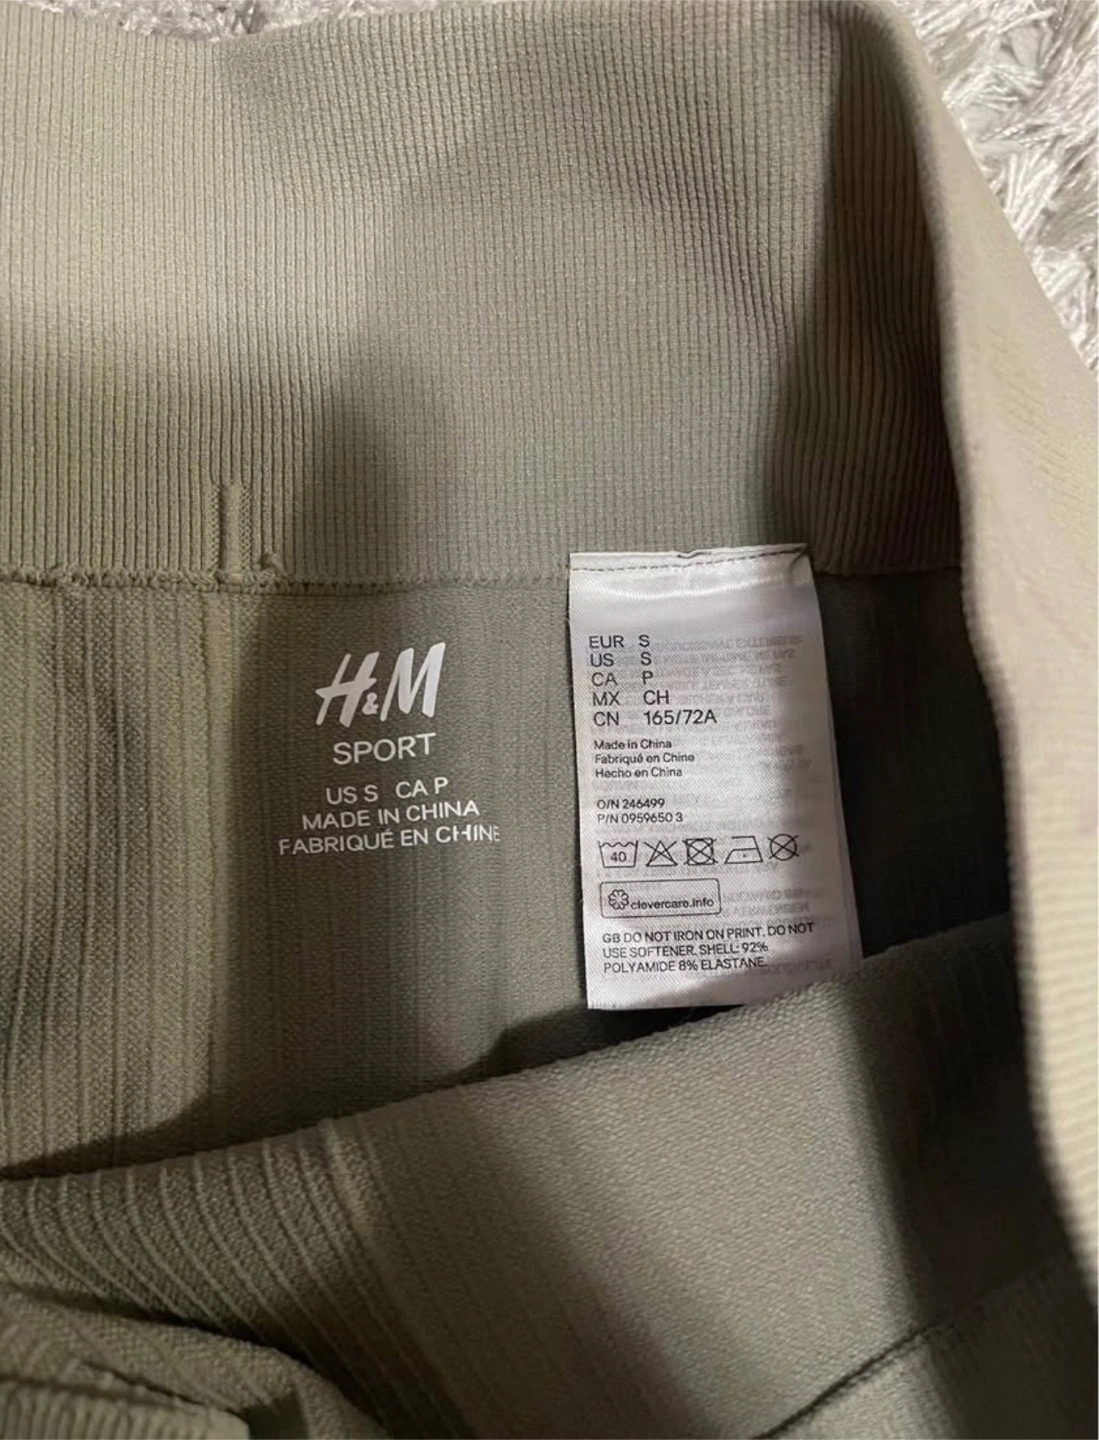 H&M
SPORT
US S CA P
MADE IN CHINA
FABRIQUÉ EN CHINE
EUR S
US S
CA P
MX CH
CN 165/72A
Made in China
Fabriqué en Chine
Hecho en China
O/N 246499
P/N 0959650 3
40
clevercare.info
GB DO NOT IRON ON PRINT. DO NOT
USE SOFTENER. SHELL: 92%
POLYAMIDE 8% ELASTANE.